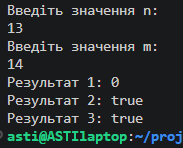 Введіть значення n:
13
Введіть значення m:
14
Результат 1: 0
Результат 2: true
Результат 3: true
asti@ASTIlaptop:~/proj